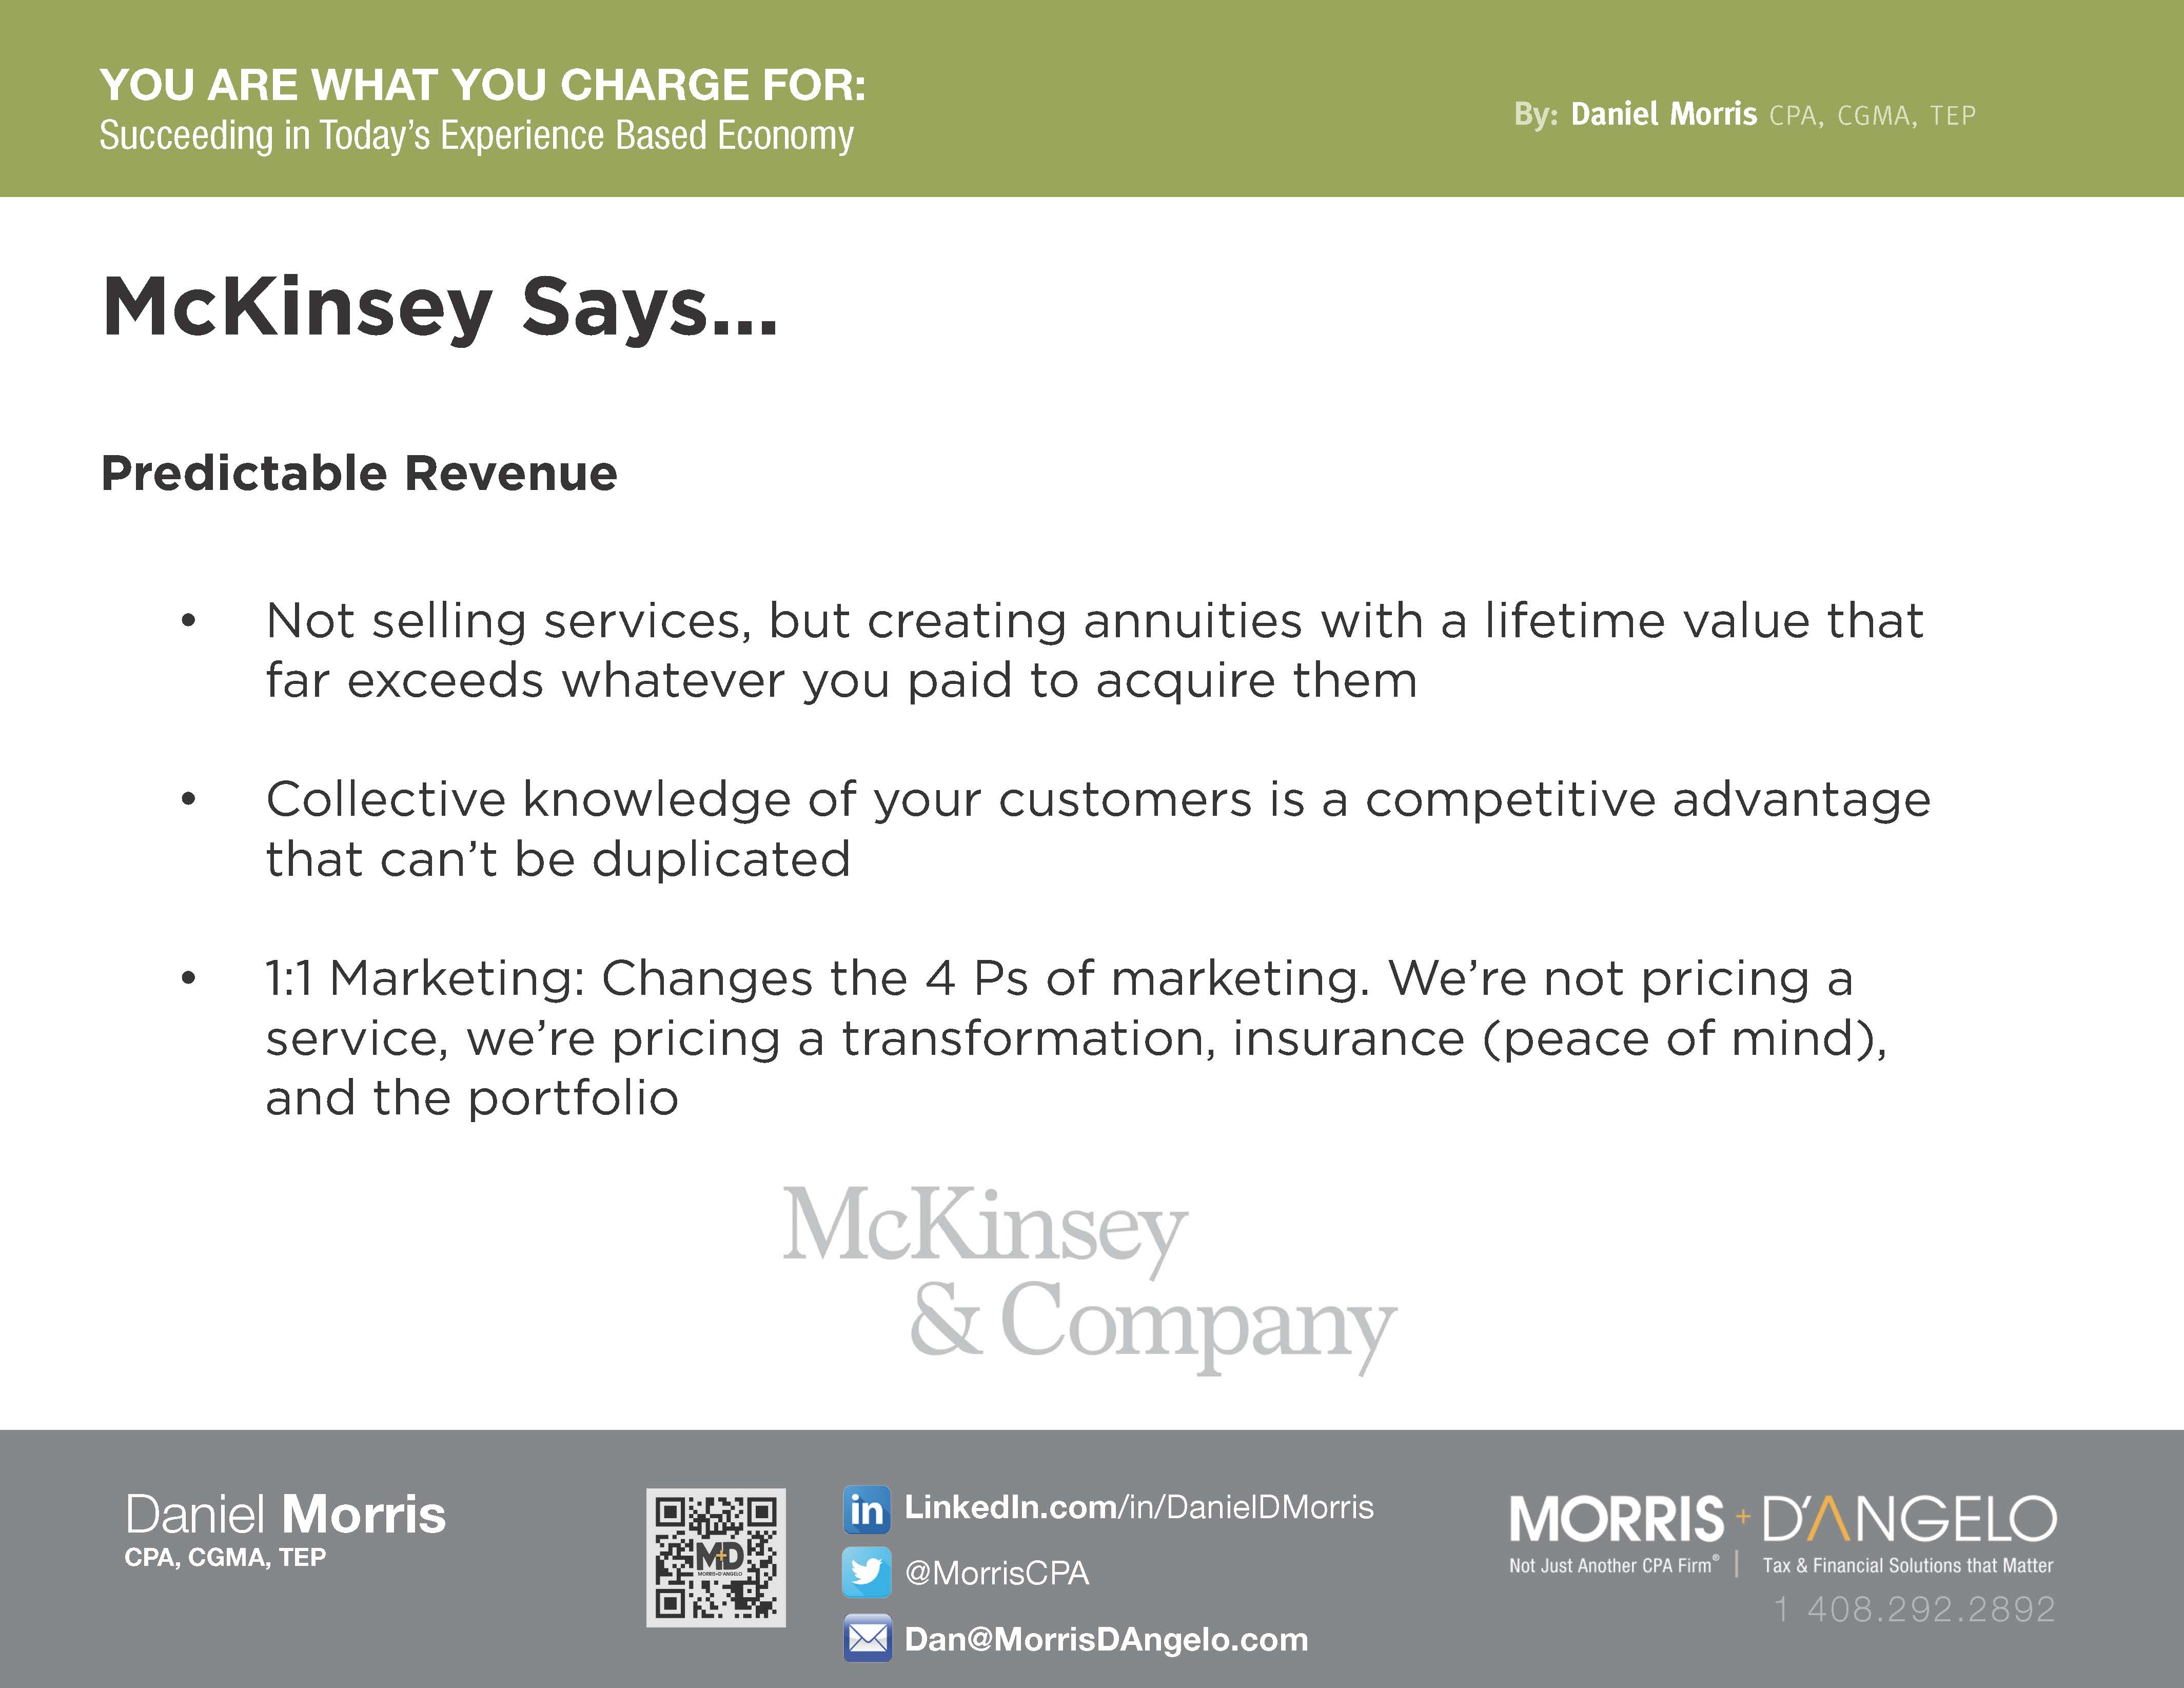 YOU ARE WHAT YOU CHARGE FOR:
Succeeding in Today’s Experience Based Economy
By: Daniel Morris CPA, CGMA, TEP
McKinsey Says...
Predictable Revenue
• Not selling services, but creating annuities with a lifetime value that
far exceeds whatever you paid to acquire them
• Collective knowledge of your customers is a competitive advantage
that can’t be duplicated
• 1:1 Marketing: Changes the 4 Ps of marketing. We’re not pricing a
service, we’re pricing a transformation, insurance (peace of mind),
and the portfolio
McKinsey
& Company
Daniel Morris
CPA, CGMA, TEP
M+D
MORRIS+D'ANGELO
in LinkedIn.com/in/DanielDMorris
@MorrisCPA
Dan@MorrisDAngelo.com
MORRIS + D’ANGELO
Not Just Another CPA Firm® | Tax & Financial Solutions that Matter
1 408.292.2892